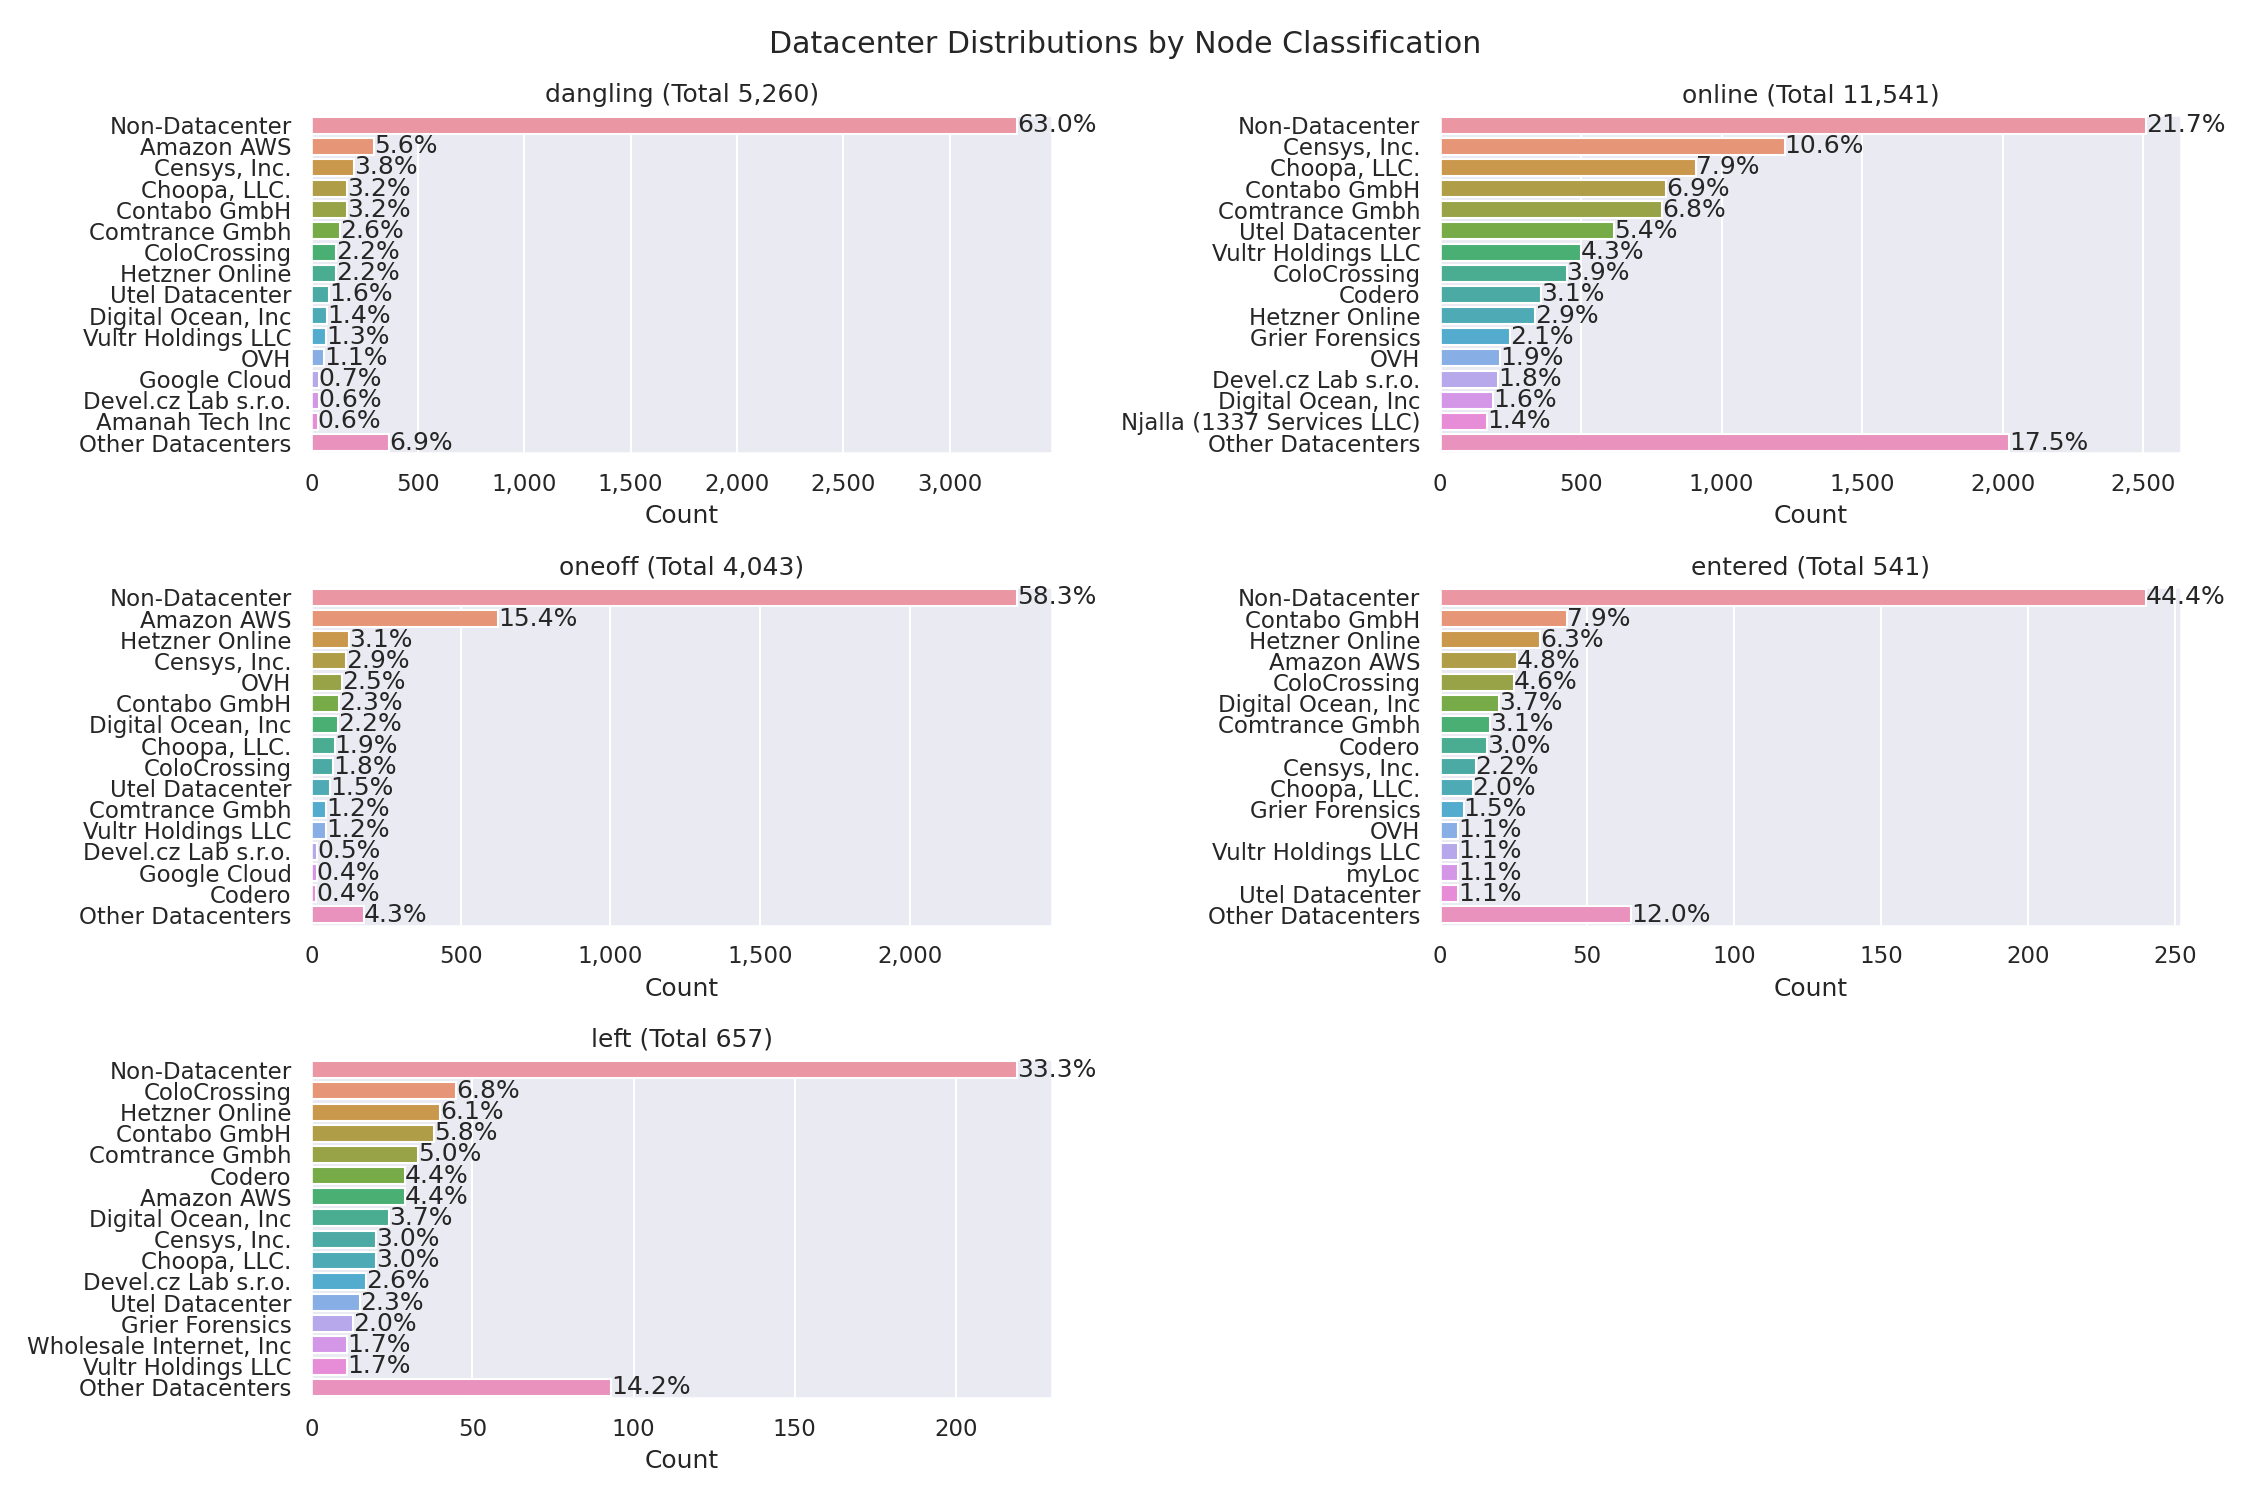 Datacenter Distributions by Node Classification
dangling (Total 5,260)
Non-Datacenter 63.0%
Amazon AWS 5.6%
Censys, Inc. 3.8%
Choopa, LLC. 3.2%
Contabo GmbH 3.2%
Comtrance Gmbh 2.6%
ColoCrossing 2.2%
Hetzner Online 2.2%
Utel Datacenter 1.6%
Digital Ocean, Inc 1.4%
Vultr Holdings LLC 1.3%
OVH 1.1%
Google Cloud 0.7%
Devel.cz Lab s.r.o. 0.6%
Amanah Tech Inc 0.6%
Other Datacenters 6.9%
0 500 1,000 1,500 2,000 2,500 3,000
Count
online (Total 11,541)
Non-Datacenter 21.7%
Censys, Inc. 10.6%
Choopa, LLC. 7.9%
Contabo GmbH 6.9%
Comtrance Gmbh 6.8%
Utel Datacenter 5.4%
Vultr Holdings LLC 4.3%
ColoCrossing 3.9%
Codero 3.1%
Hetzner Online 2.9%
Grier Forensics 2.1%
OVH 1.9%
Devel.cz Lab s.r.o. 1.8%
Digital Ocean, Inc 1.6%
Njalla (1337 Services LLC) 1.4%
Other Datacenters 17.5%
0 500 1,000 1,500 2,000 2,500
Count
oneoff (Total 4,043)
Non-Datacenter 58.3%
Amazon AWS 15.4%
Hetzner Online 3.1%
Censys, Inc. 2.9%
OVH 2.5%
Contabo GmbH 2.3%
Digital Ocean, Inc 2.2%
Choopa, LLC. 1.9%
ColoCrossing 1.8%
Utel Datacenter 1.5%
Comtrance Gmbh 1.2%
Vultr Holdings LLC 1.2%
Devel.cz Lab s.r.o. 0.5%
Google Cloud 0.4%
Codero 0.4%
Other Datacenters 4.3%
0 500 1,000 1,500 2,000
Count
entered (Total 541)
Non-Datacenter 44.4%
Contabo GmbH 7.9%
Hetzner Online 6.3%
Amazon AWS 4.8%
ColoCrossing 4.6%
Digital Ocean, Inc 3.7%
Comtrance Gmbh 3.1%
Codero 3.0%
Censys, Inc. 2.2%
Choopa, LLC. 2.0%
Grier Forensics 1.5%
OVH 1.1%
Vultr Holdings LLC 1.1%
myLoc 1.1%
Utel Datacenter 1.1%
Other Datacenters 12.0%
0 50 100 150 200 250
Count
left (Total 657)
Non-Datacenter 33.3%
ColoCrossing 6.8%
Hetzner Online 6.1%
Contabo GmbH 5.8%
Comtrance Gmbh 5.0%
Codero 4.4%
Amazon AWS 4.4%
Digital Ocean, Inc 3.7%
Censys, Inc. 3.0%
Choopa, LLC. 3.0%
Devel.cz Lab s.r.o. 2.6%
Utel Datacenter 2.3%
Grier Forensics 2.0%
Wholesale Internet, Inc 1.7%
Vultr Holdings LLC 1.7%
Other Datacenters 14.2%
0 50 100 150 200
Count